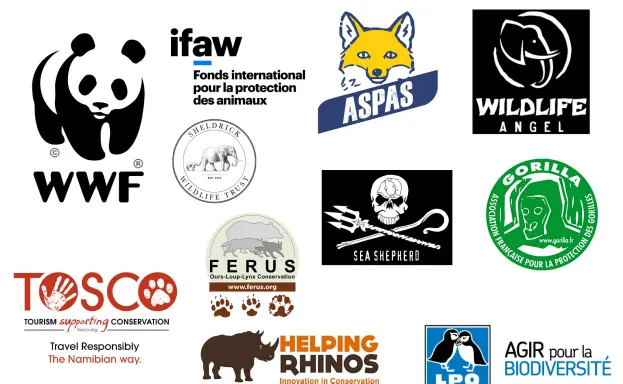 WWF
©
®
ifaw
Fonds international
pour la protection
des animaux
ASPAS
WILDLIFE
ANGEL
SHELDRICK
WILDLIFE TRUST
SEA SHEPHERD
GORILLA
www.gorilla.fr
ASSOCIATION FRANÇAISE POUR LA PROTECTION DES GORILLES
FERUS
Ours-Loup-Lynx Conservation
www.ferus.org
TOSCO
TOURISM supporting CONSERVATION
tosco.org
Travel Responsibly
The Namibian way.
HELPING
RHINOS
Innovation in Conservation
LPO
AGIR pour la
BIODIVERSITÉ